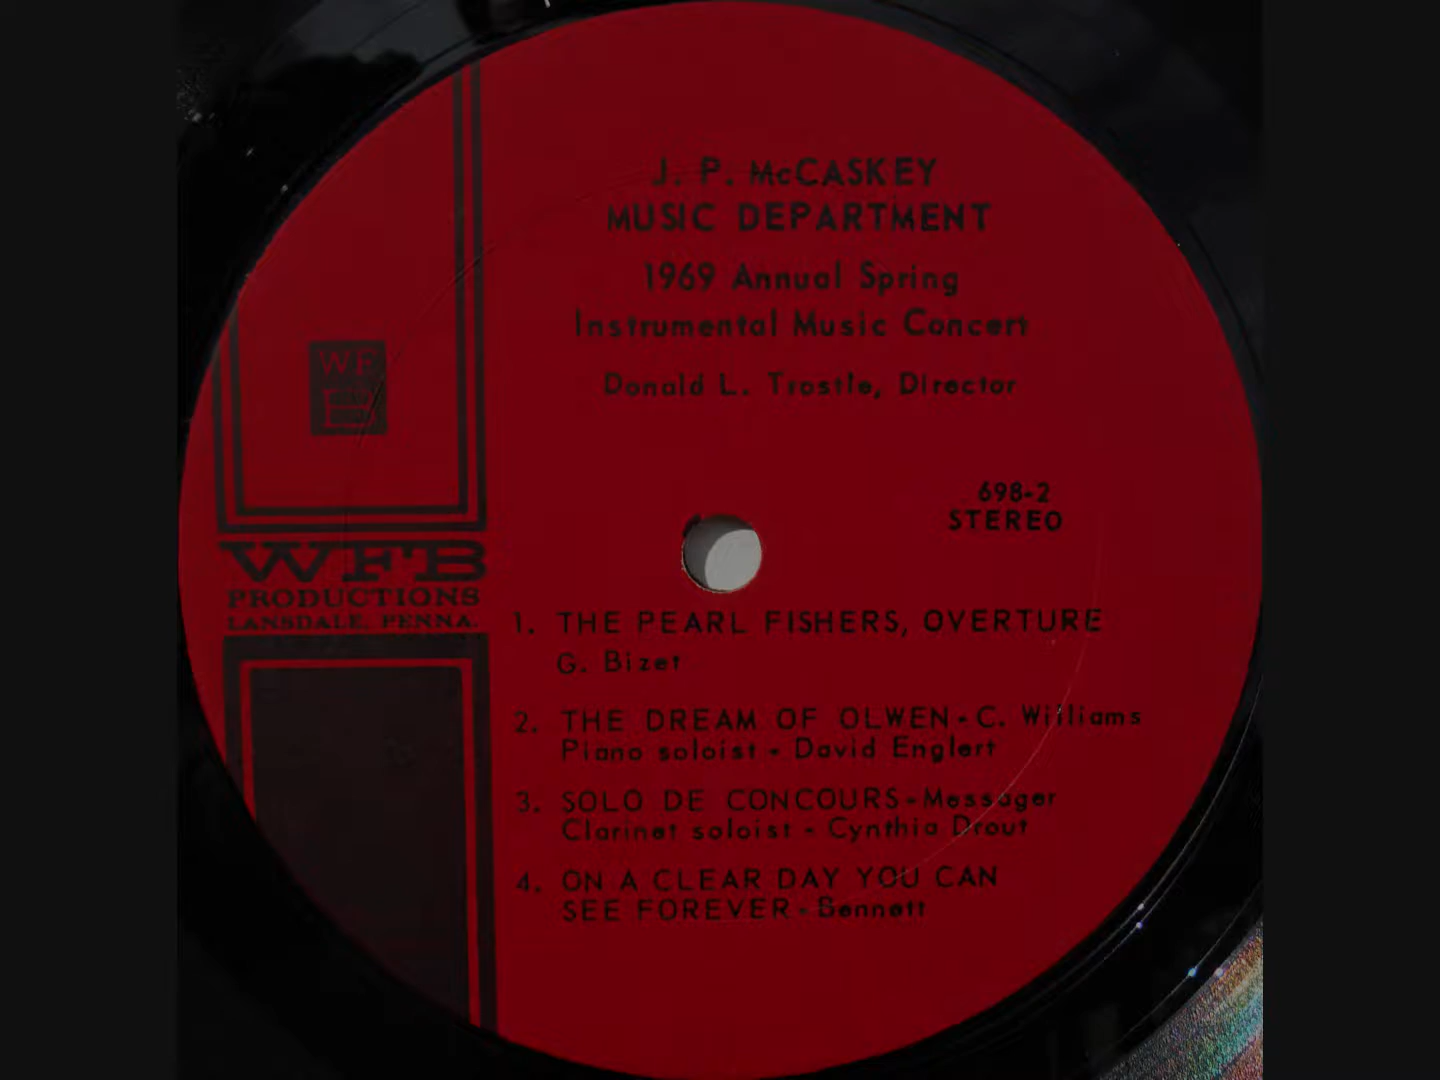 J. P. McCASKEY
MUSIC DEPARTMENT
1969 Annual Spring
Instrumental Music Concert
Donald L. Trostle, Director
698-2
STEREO
WF
WFB
PRODUCTIONS
LANSDALE, PENNA.
1. THE PEARL FISHERS, OVERTURE
G. Bizet
2. THE DREAM OF OLWEN-C. Williams
Piano soloist - David Englert
3. SOLO DE CONCOURS-Messager
Clarinet soloist - Cynthia Drout
4. ON A CLEAR DAY YOU CAN
SEE FOREVER-Bennett